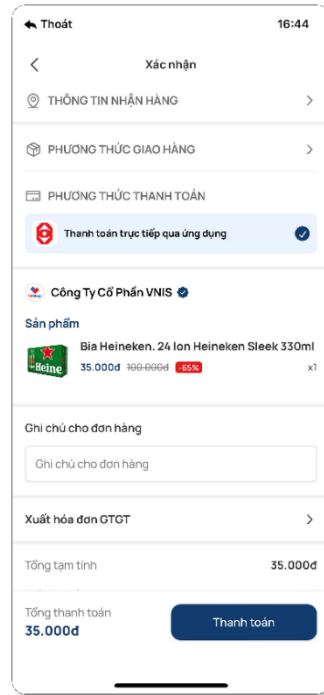 Thoát 16:44
Xác nhận
THÔNG TIN NHẬN HÀNG
PHƯƠNG THỨC GIAO HÀNG
PHƯƠNG THỨC THANH TOÁN
Thanh toán trực tiếp qua ứng dụng
Công Ty Cổ Phần VNIS
Sản phẩm
Bia Heineken. 24 lon Heineken Sleek 330ml
35.000đ 100.000đ -65% x1
Heine
Ghi chú cho đơn hàng
Ghi chú cho đơn hàng
Xuất hóa đơn GTGT
Tổng tạm tính 35.000đ
Tổng thanh toán
35.000đ
Thanh toán